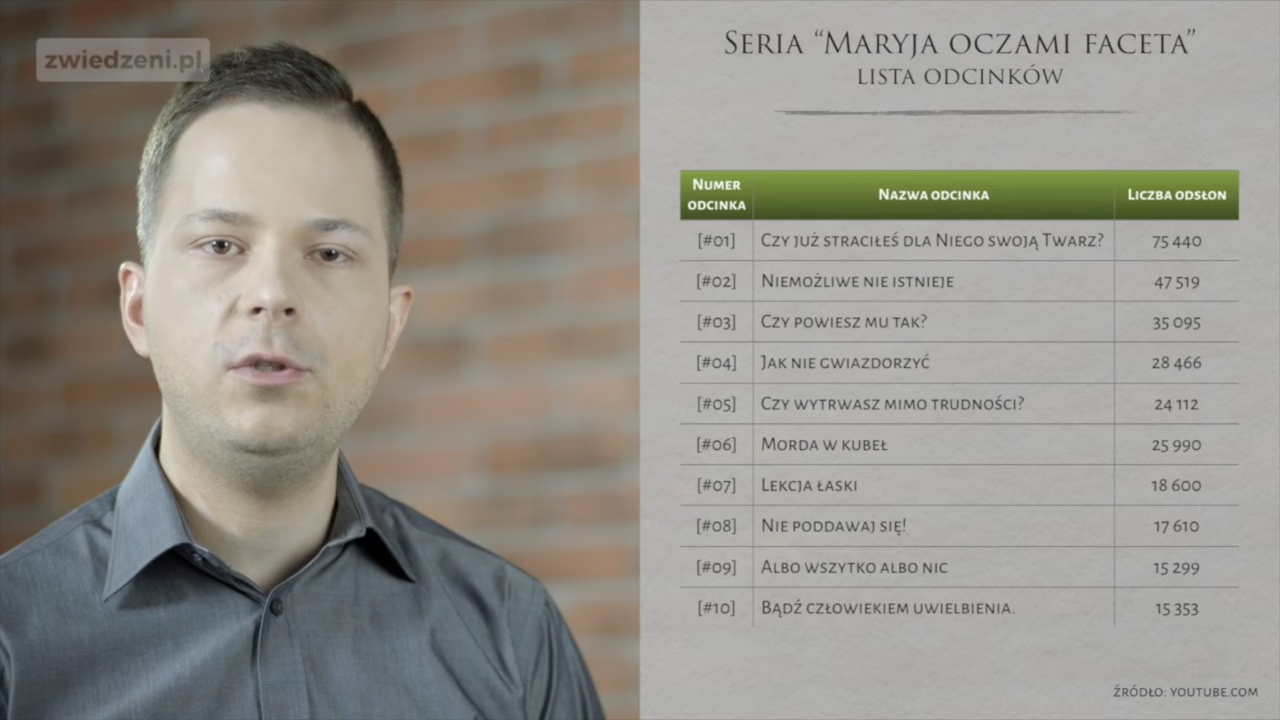 zwiedzeni.pl
Seria “Maryja oczami faceta”
lista odcinków
Numer odcinka Nazwa odcinka Liczba odsłon
[#01] Czy już straciłeś dla Niego swoją Twarz? 75 440
[#02] Niemożliwe nie istnieje 47 519
[#03] Czy powiesz mu tak? 35 095
[#04] Jak nie gwiazdorzyć 28 466
[#05] Czy wytrwasz mimo trudności? 24 112
[#06] Morda w kubeł 25 990
[#07] Lekcja łaski 18 600
[#08] Nie poddawaj się! 17 610
[#09] Albo wszytko albo nic 15 299
[#10] Bądź człowiekiem uwielbienia. 15 353
źródło: youtube.com